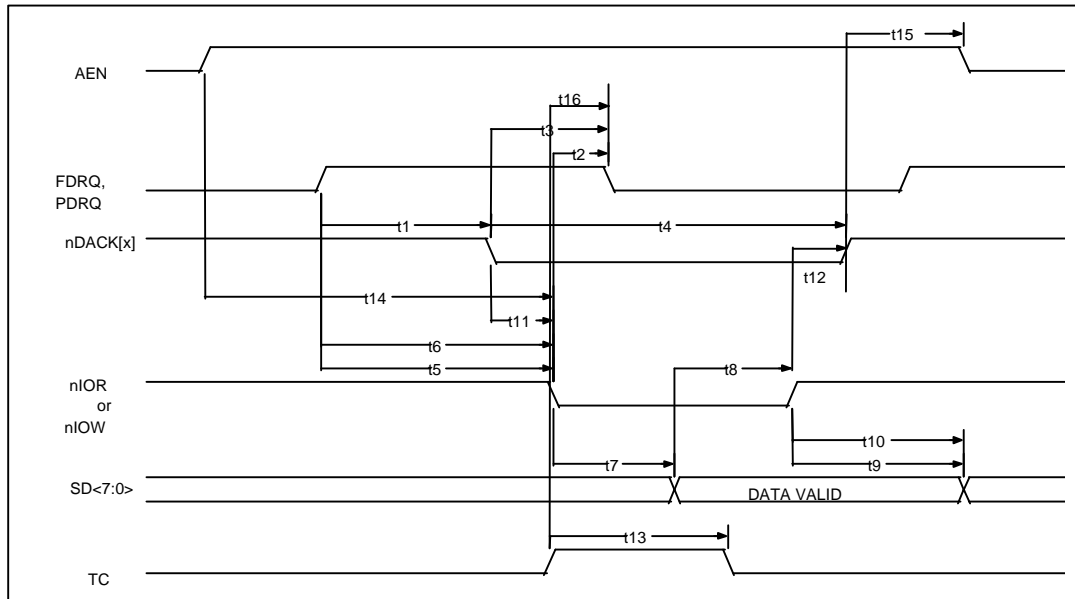 t15
AEN
t16
t3
t2
FDRQ,
PDRQ
t1
t4
nDACK[x]
t12
t14
t11
t6
t5
t8
nIOR
or
nIOW
t10
t7
t9
SD<7:0>
DATA VALID
t13
TC